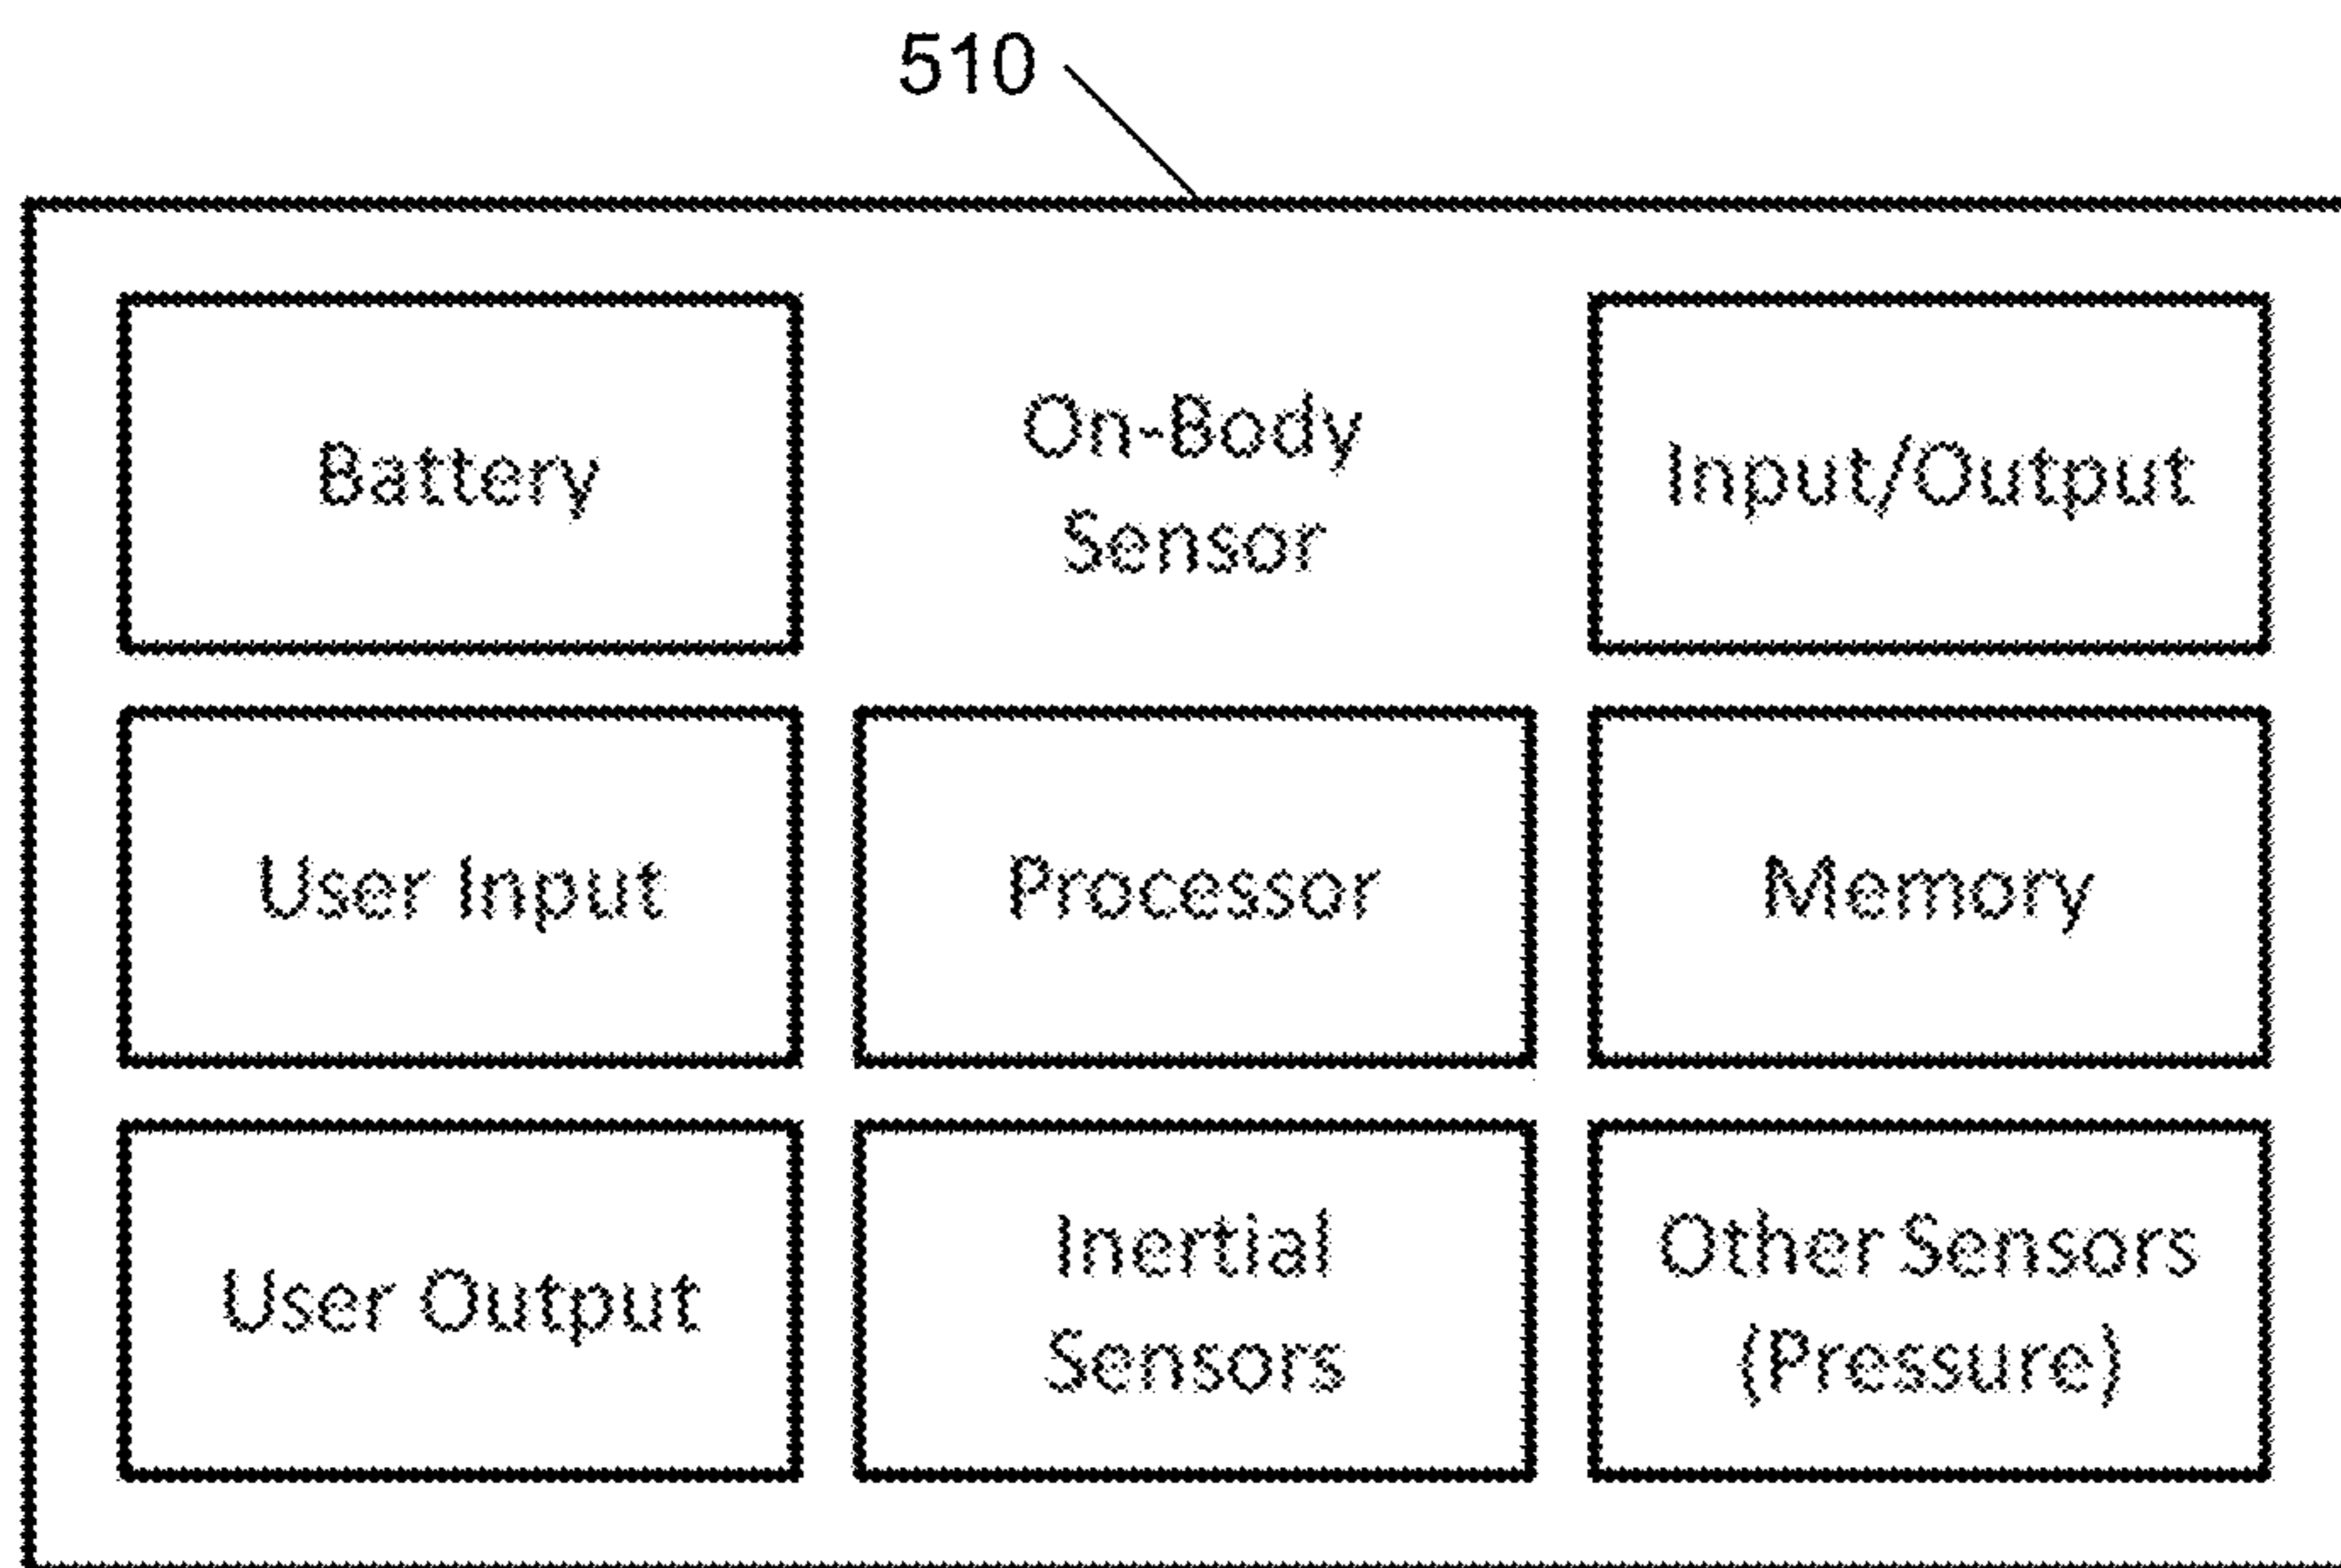 510
Battery
On-Body
Sensor
Input/Output
User Input
Processor
Memory
User Output
Inertial
Sensors
Other Sensors
(Pressure)